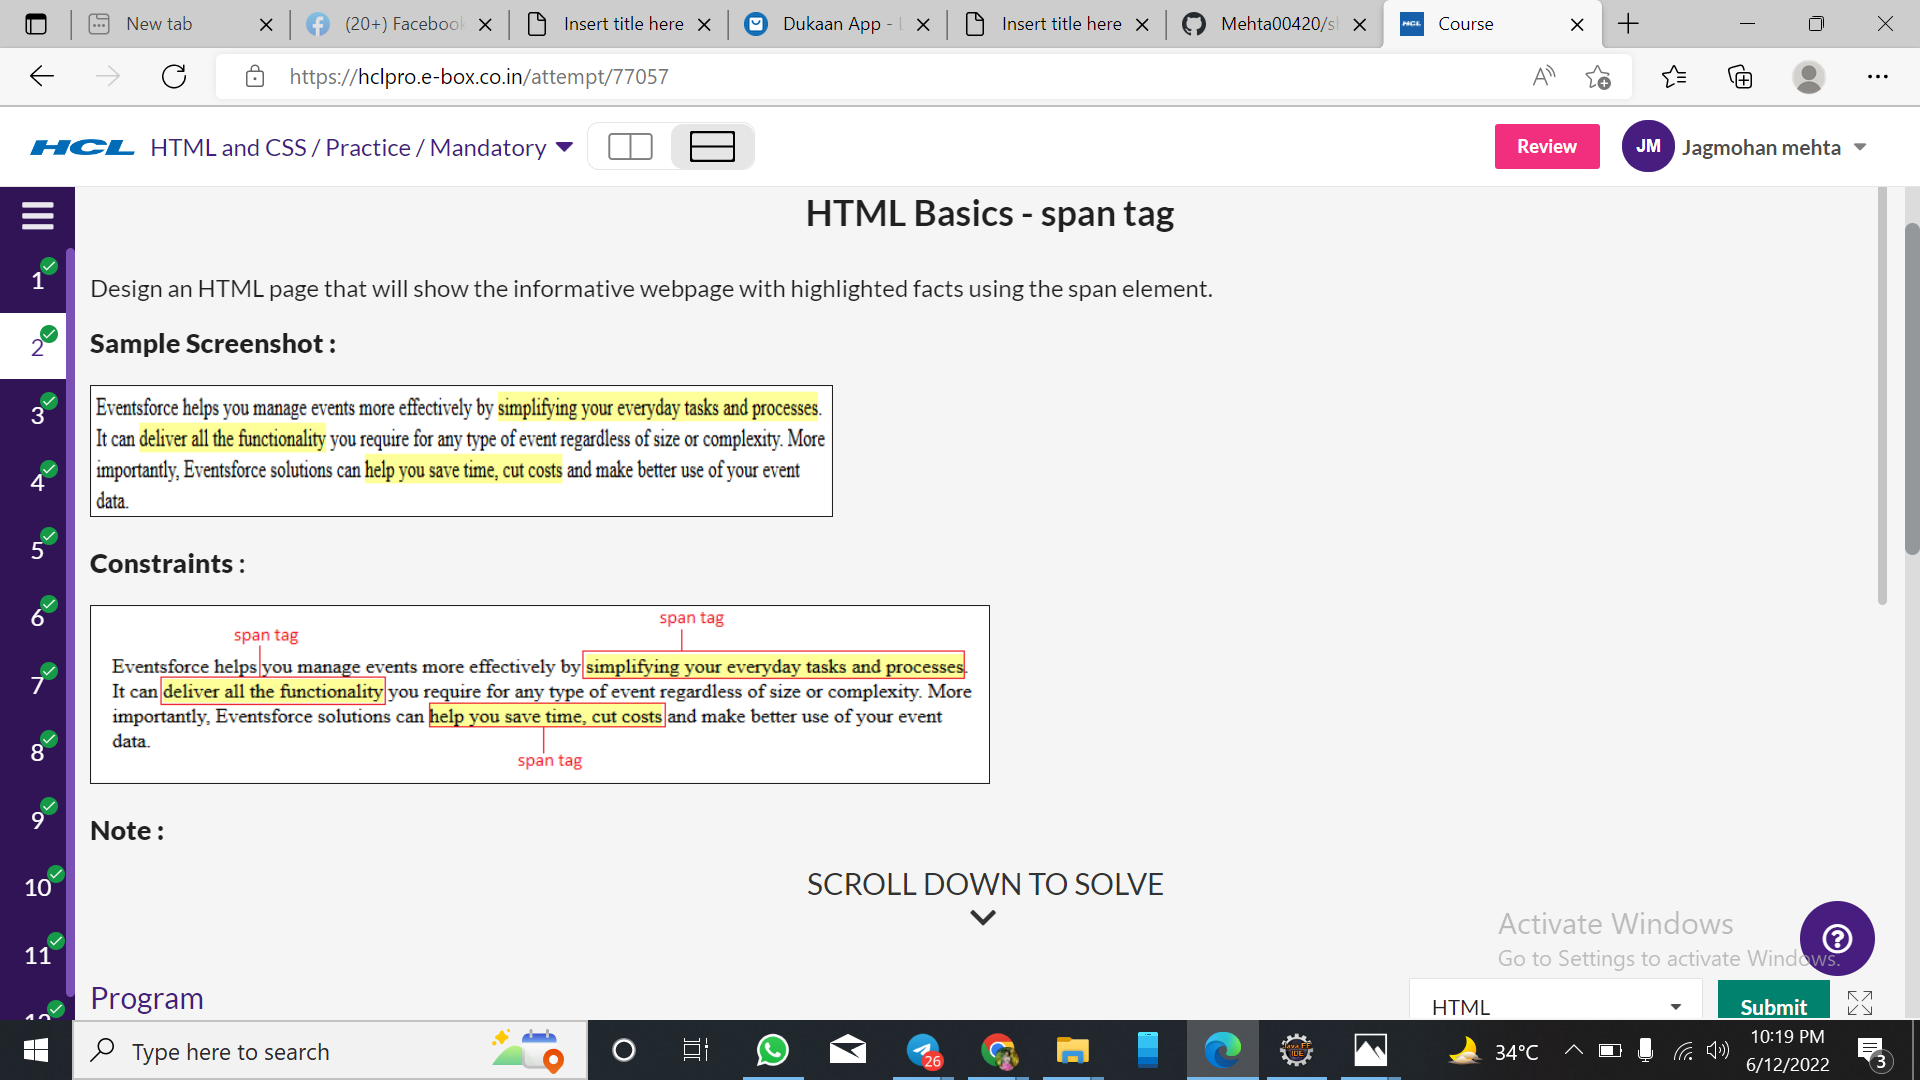 New tab
(20+) Facebook
Insert title here
Dukaan App -
Insert title here
Mehta00420/s
HCL
Course
https://hclpro.e-box.co.in/attempt/77057
HCL
HTML and CSS / Practice / Mandatory
Review
JM
Jagmohan mehta
1
2
3
4
5
6
7
8
9
10
11
12
HTML Basics - span tag
Design an HTML page that will show the informative webpage with highlighted facts using the span element.
Sample Screenshot :
Eventsforce helps you manage events more effectively by simplifying your everyday tasks and processes.
It can deliver all the functionality you require for any type of event regardless of size or complexity. More
importantly, Eventsforce solutions can help you save time, cut costs and make better use of your event
data.
Constraints :
span tag
span tag
Eventsforce helps you manage events more effectively by simplifying your everyday tasks and processes.
It can deliver all the functionality you require for any type of event regardless of size or complexity. More
importantly, Eventsforce solutions can help you save time, cut costs and make better use of your event
data.
span tag
Note :
SCROLL DOWN TO SOLVE
Activate Windows
Go to Settings to activate Windows.
Program
HTML
Submit
Type here to search
26
Java EE
IDE
34°C
10:19 PM
6/12/2022
3